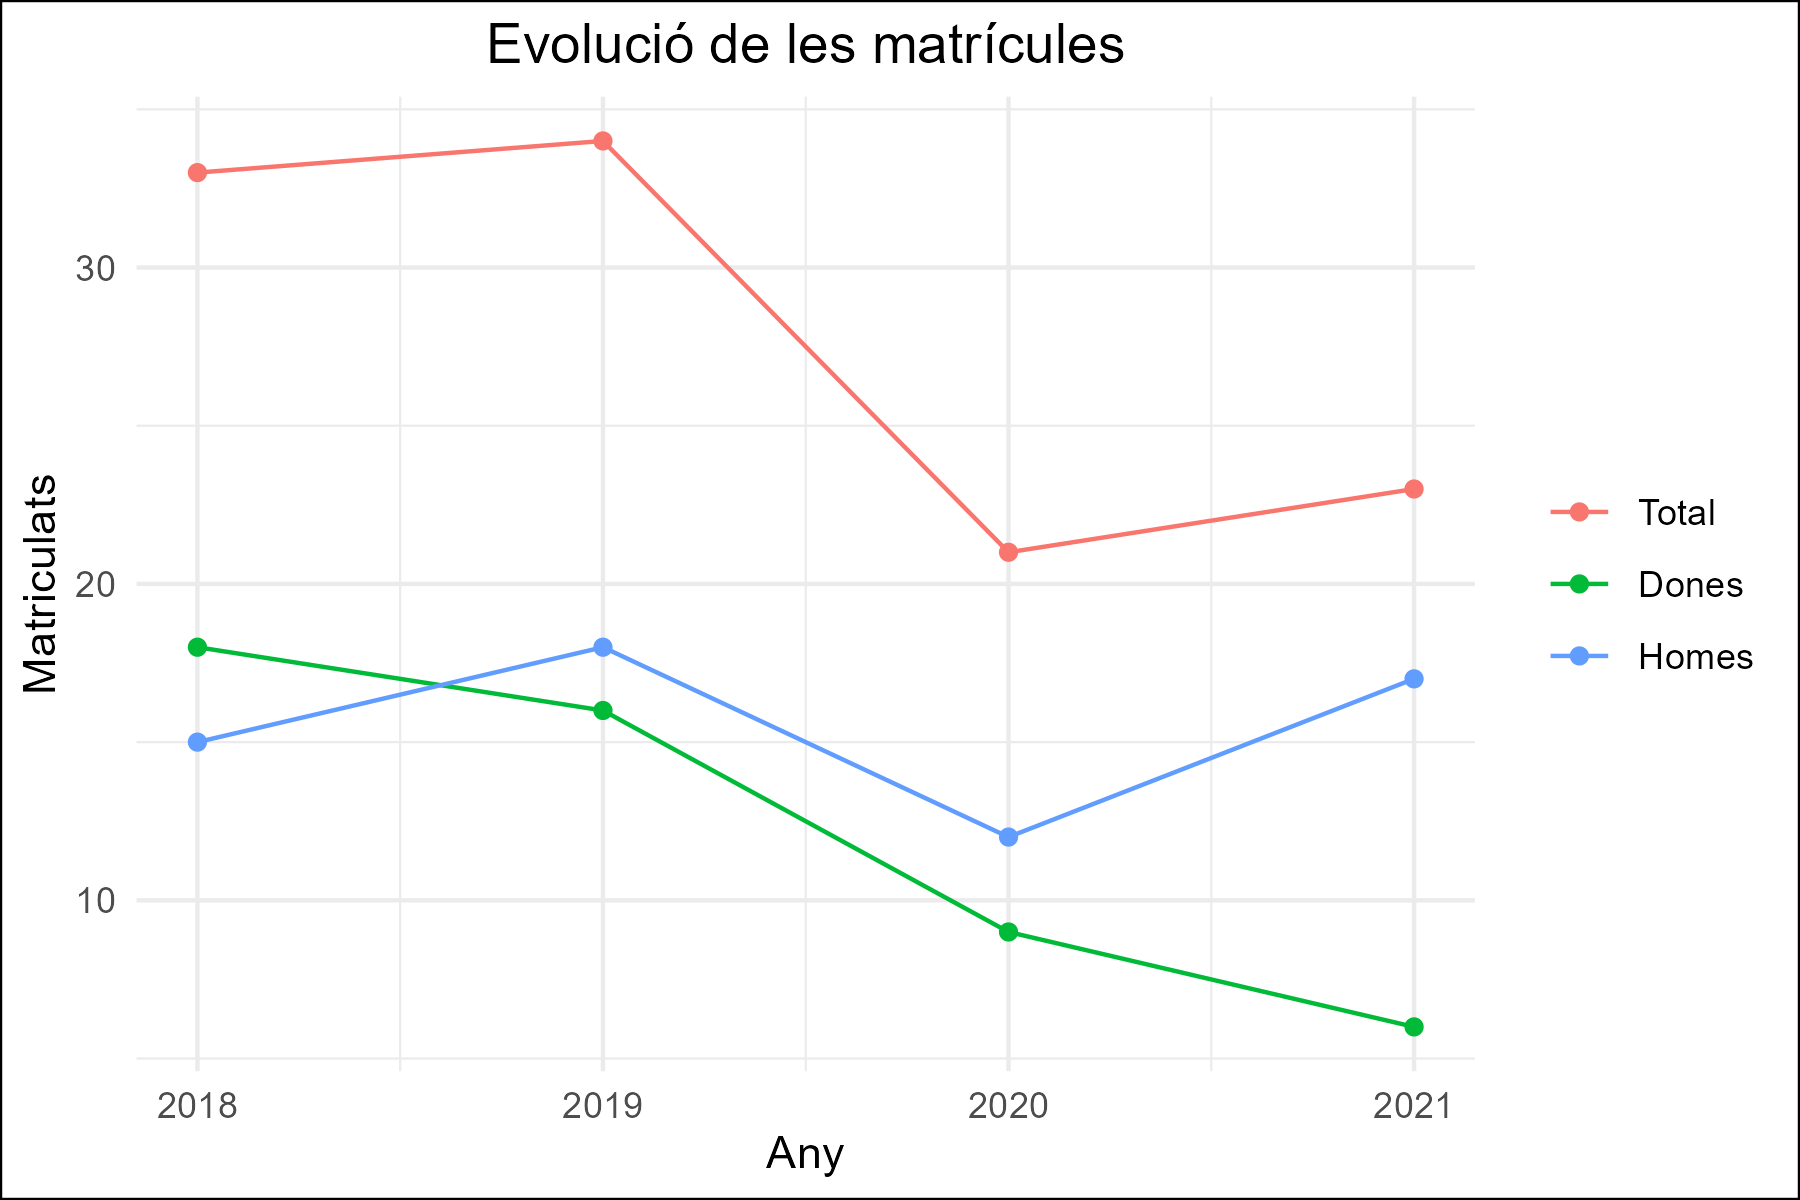 Evolució de les matrícules
Matriculats
30
20
10
2018
2019
2020
2021
Any
Total
Dones
Homes